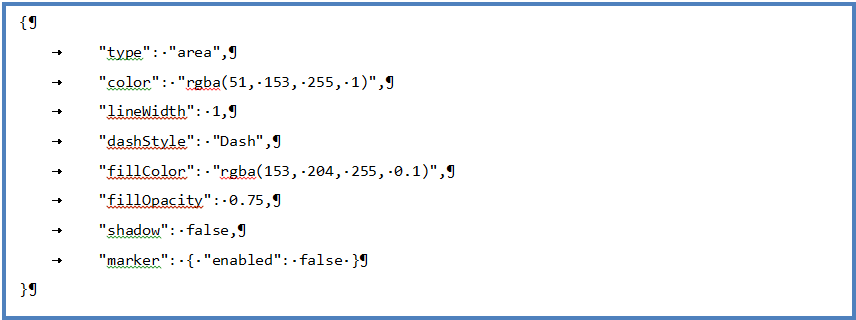 {¶
→ "type":·"area",¶
→ "color":·"rgba(51,·153,·255,·1)",¶
→ "lineWidth":·1,¶
→ "dashStyle":·"Dash",¶
→ "fillColor":·"rgba(153,·204,·255,·0.1)",¶
→ "fillOpacity":·0.75,¶
→ "shadow":·false,¶
→ "marker":·{·"enabled":·false·}¶
}¶